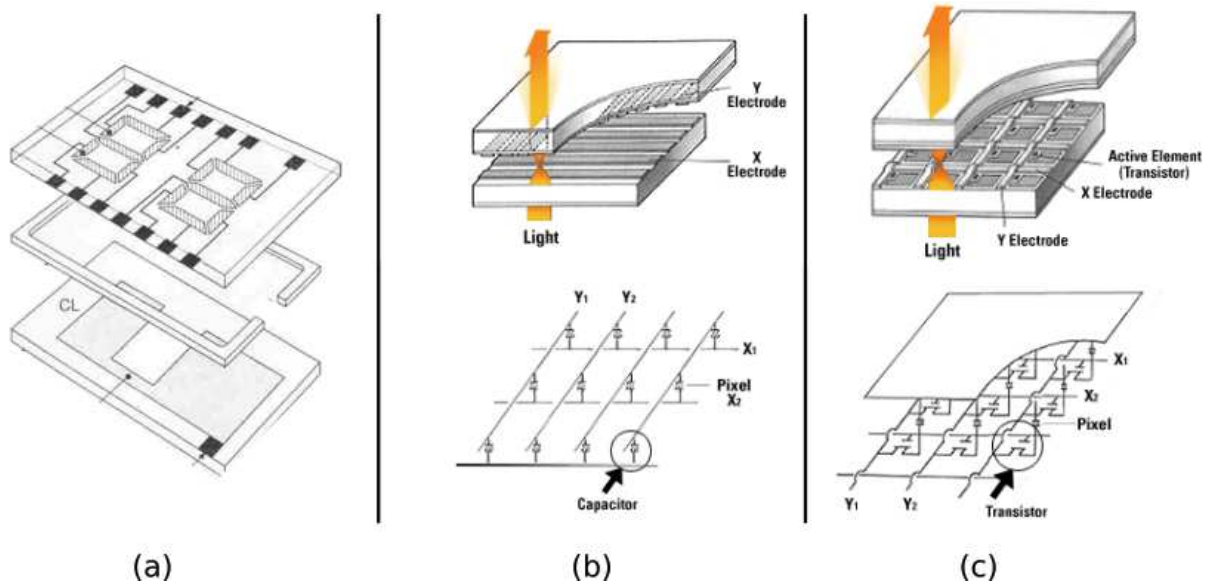 CL
(a)
Y
Electrode
X
Electrode
Light
Y1 Y2
X1
Pixel
X2
Capacitor
(b)
Active Element
(Transistor)
X Electrode
Y Electrode
Light
X1
X2
Pixel
Y1 Y2
Transistor
(c)